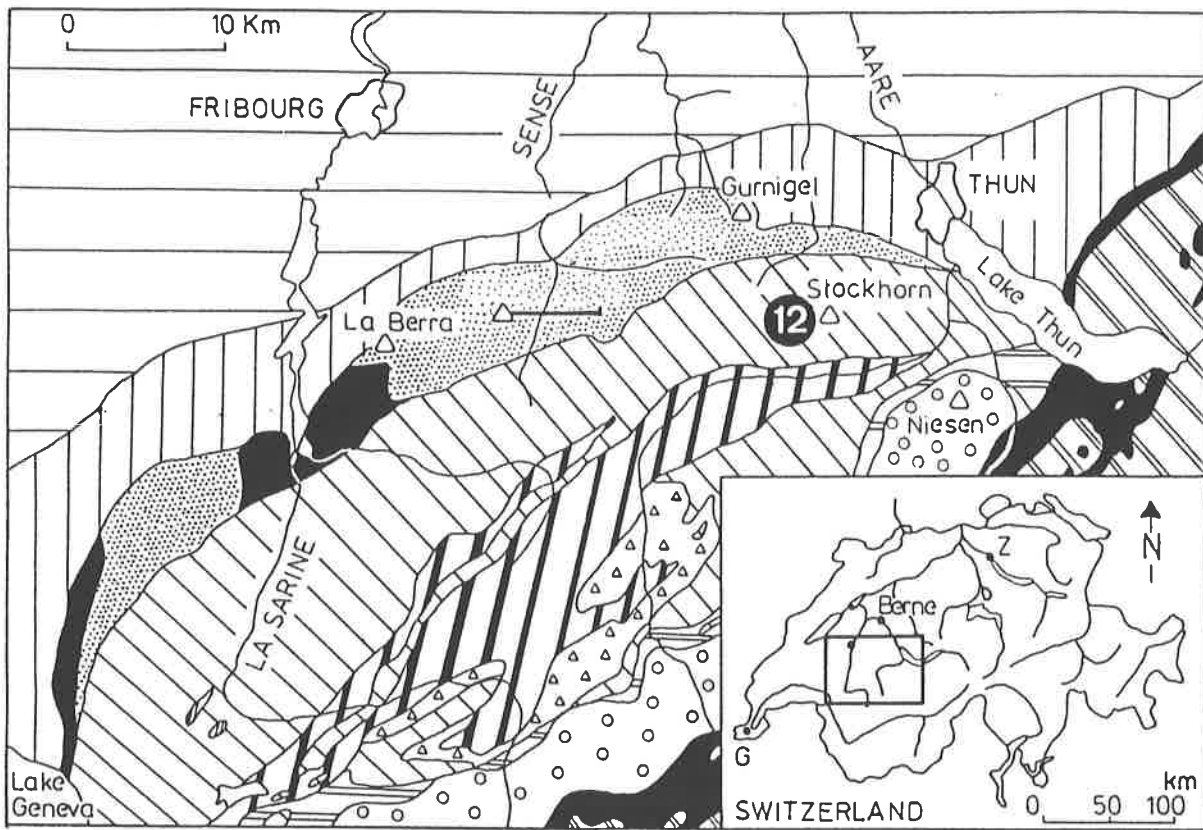 0 10 Km
FRIBOURG
SENSE
AARE
Gurnigel
THUN
La Berra
12
Stockhorn
Lake Thun
Niesen
LA SARINE
Lake
Geneva
N
Z
Berne
G
SWITZERLAND
km
0 50 100